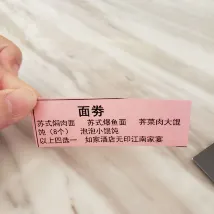 面券
苏式焖肉面 苏式爆鱼面 荠菜肉大馄
饨（8个） 泡泡小馄饨
以上四选一 如家酒店无印江南家宴